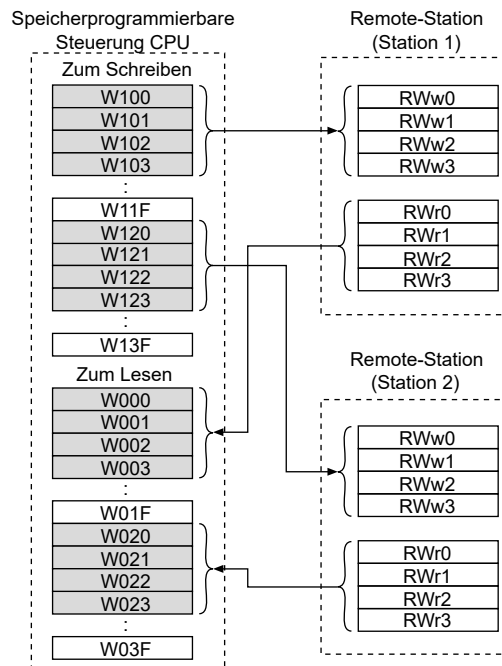 Speicherprogrammierbare
Steuerung CPU
Zum Schreiben
W100
W101
W102
W103
:
W11F
W120
W121
W122
W123
:
W13F
Zum Lesen
W000
W001
W002
W003
:
W01F
W020
W021
W022
W023
:
W03F
Remote-Station
(Station 1)
RWw0
RWw1
RWw2
RWw3
RWr0
RWr1
RWr2
RWr3
Remote-Station
(Station 2)
RWw0
RWw1
RWw2
RWw3
RWr0
RWr1
RWr2
RWr3